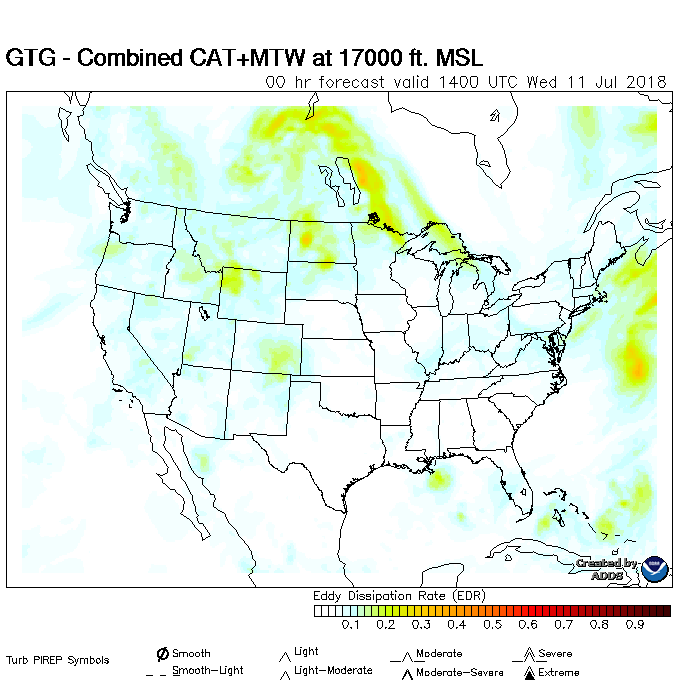 GTG - Combined CAT+MTW at 17000 ft. MSL
00 hr forecast valid 1400 UTC Wed 11 Jul 2018
Created by
ADDS
Eddy Dissipation Rate (EDR)
0.1 0.2 0.3 0.4 0.5 0.6 0.7 0.8 0.9
Turb PIREP Symbols
Smooth Light Moderate Severe
Smooth-Light Light-Moderate Moderate-Severe Extreme